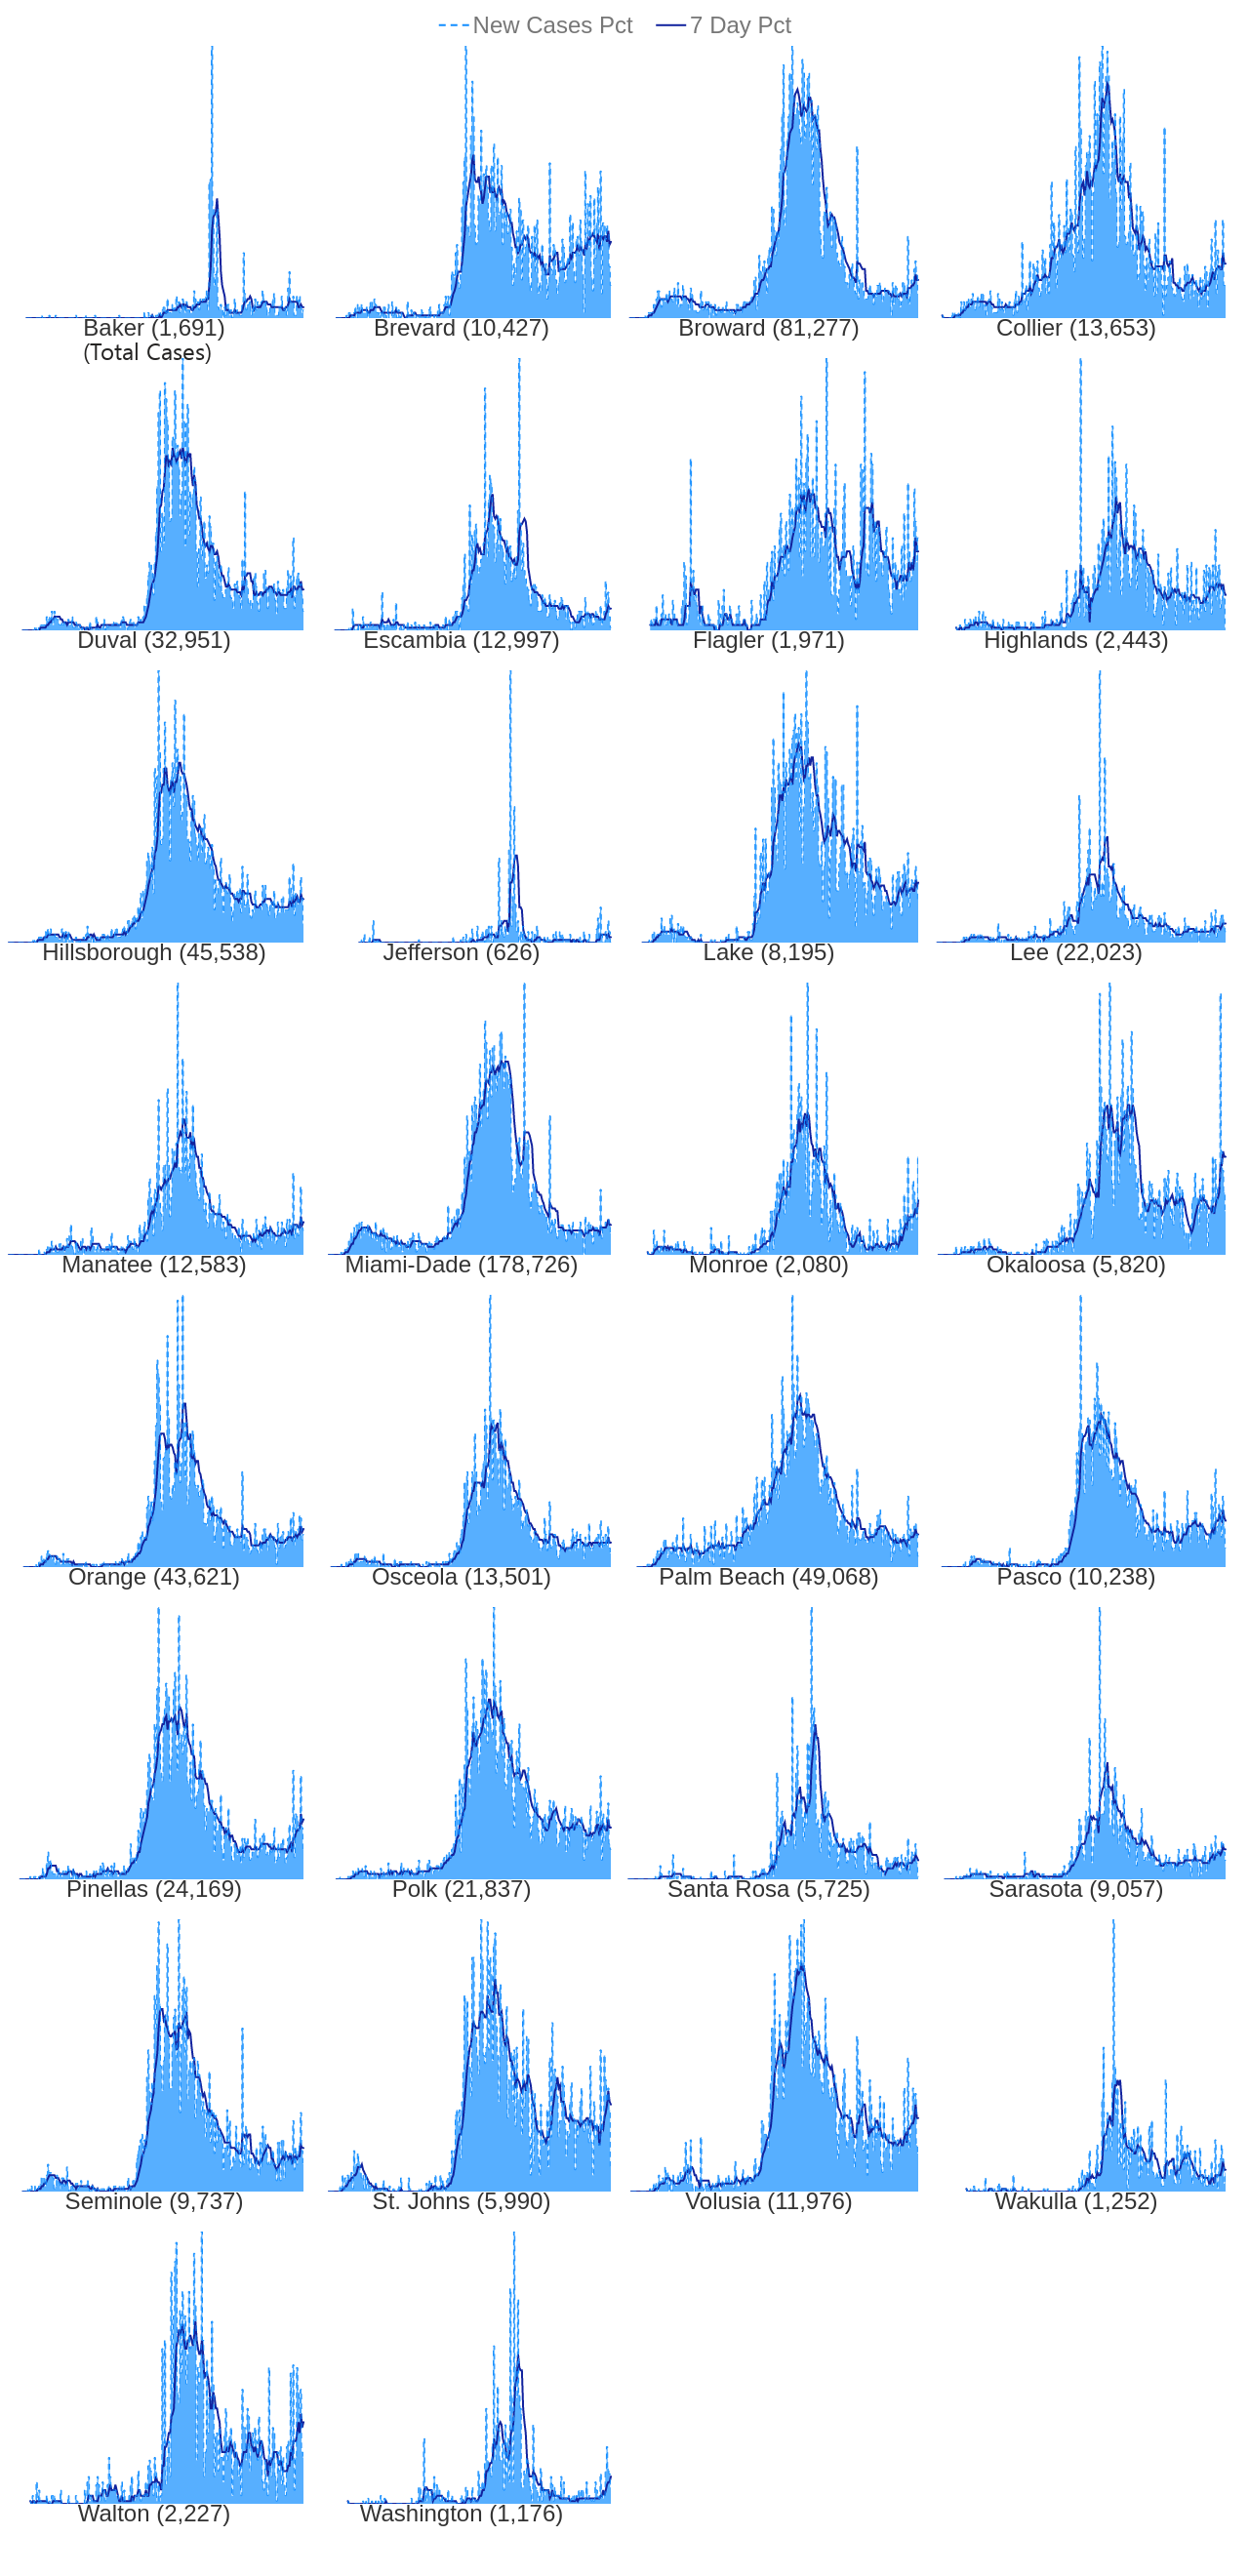 New Cases Pct 7 Day Pct
Baker (1,691) Brevard (10,427) Broward (81,277) Collier (13,653)
(Total Cases)
Duval (32,951) Escambia (12,997) Flagler (1,971) Highlands (2,443)
Hillsborough (45,538) Jefferson (626) Lake (8,195) Lee (22,023)
Manatee (12,583) Miami-Dade (178,726) Monroe (2,080) Okaloosa (5,820)
Orange (43,621) Osceola (13,501) Palm Beach (49,068) Pasco (10,238)
Pinellas (24,169) Polk (21,837) Santa Rosa (5,725) Sarasota (9,057)
Seminole (9,737) St. Johns (5,990) Volusia (11,976) Wakulla (1,252)
Walton (2,227) Washington (1,176)